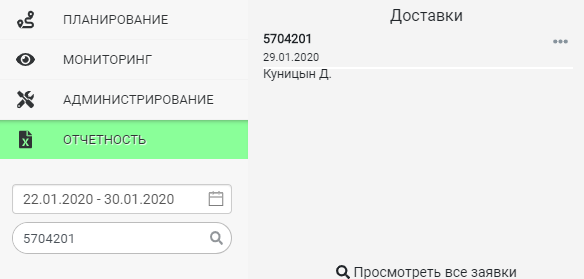 ПЛАНИРОВАНИЕ
МОНИТОРИНГ
АДМИНИСТРИРОВАНИЕ
ОТЧЕТНОСТЬ
22.01.2020 - 30.01.2020
5704201
Доставки
5704201
29.01.2020
Куницын Д.
Просмотреть все заявки